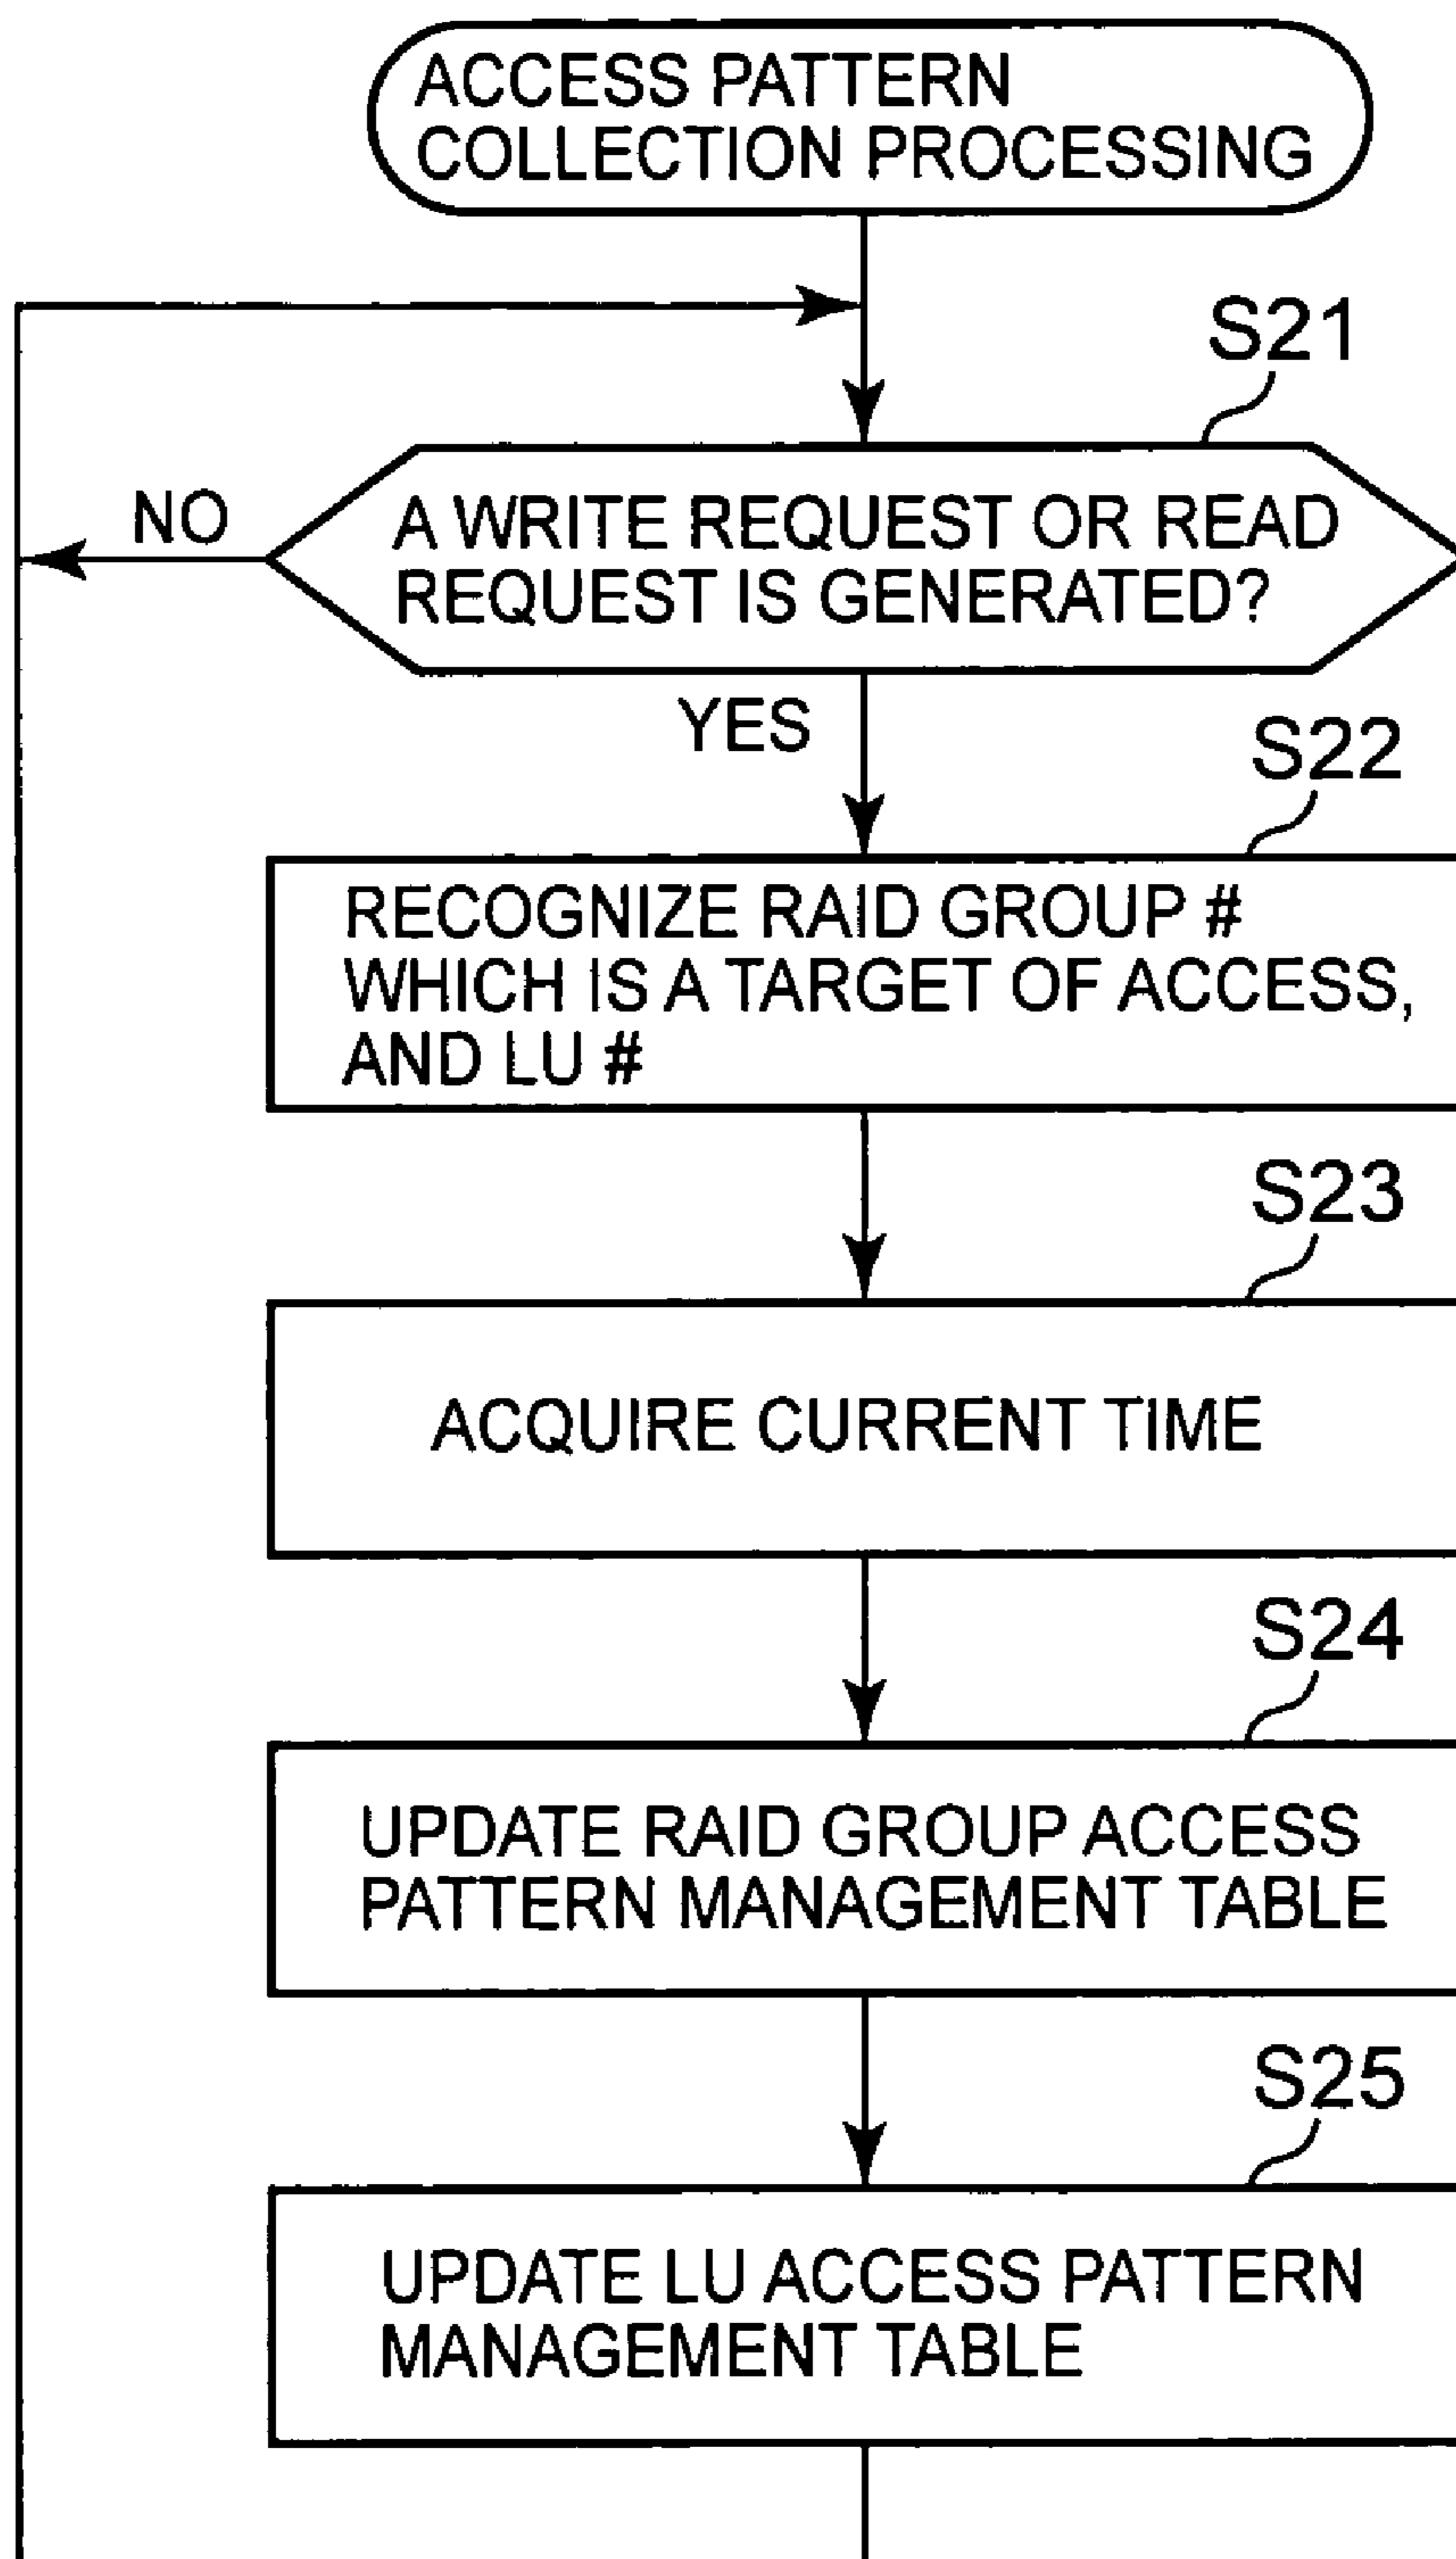 ACCESS PATTERN
COLLECTION PROCESSING
S21
NO
A WRITE REQUEST OR READ
REQUEST IS GENERATED?
YES
S22
RECOGNIZE RAID GROUP #
WHICH IS A TARGET OF ACCESS,
AND LU #
S23
ACQUIRE CURRENT TIME
S24
UPDATE RAID GROUP ACCESS
PATTERN MANAGEMENT TABLE
S25
UPDATE LU ACCESS PATTERN
MANAGEMENT TABLE